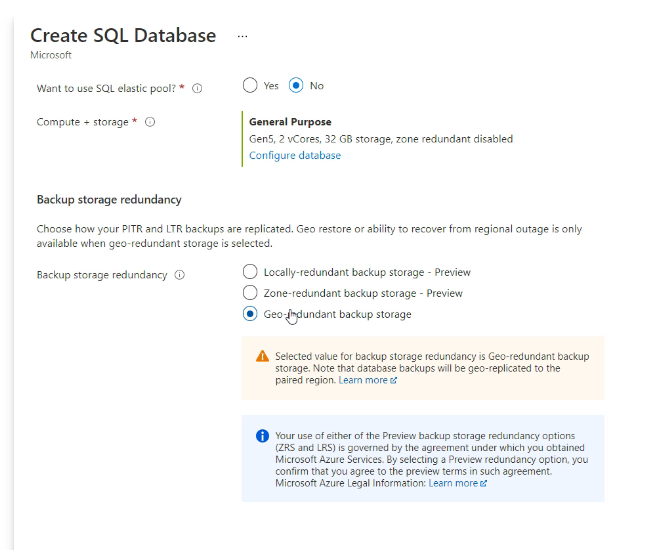 Create SQL Database ...
Microsoft
Want to use SQL elastic pool? * Yes No
Compute + storage * General Purpose
Gen5, 2 vCores, 32 GB storage, zone redundant disabled
Configure database
Backup storage redundancy
Choose how your PITR and LTR backups are replicated. Geo restore or ability to recover from regional outage is only
available when geo-redundant storage is selected.
Backup storage redundancy Locally-redundant backup storage - Preview
Zone-redundant backup storage - Preview
Geo-redundant backup storage
Selected value for backup storage redundancy is Geo-redundant backup
storage. Note that database backups will be geo-replicated to the
paired region. Learn more
Your use of either of the Preview backup storage redundancy options
(ZRS and LRS) is governed by the agreement under which you obtained
Microsoft Azure Services. By selecting a Preview redundancy option, you
confirm that you agree to the preview terms in such agreement.
Microsoft Azure Legal Information: Learn more